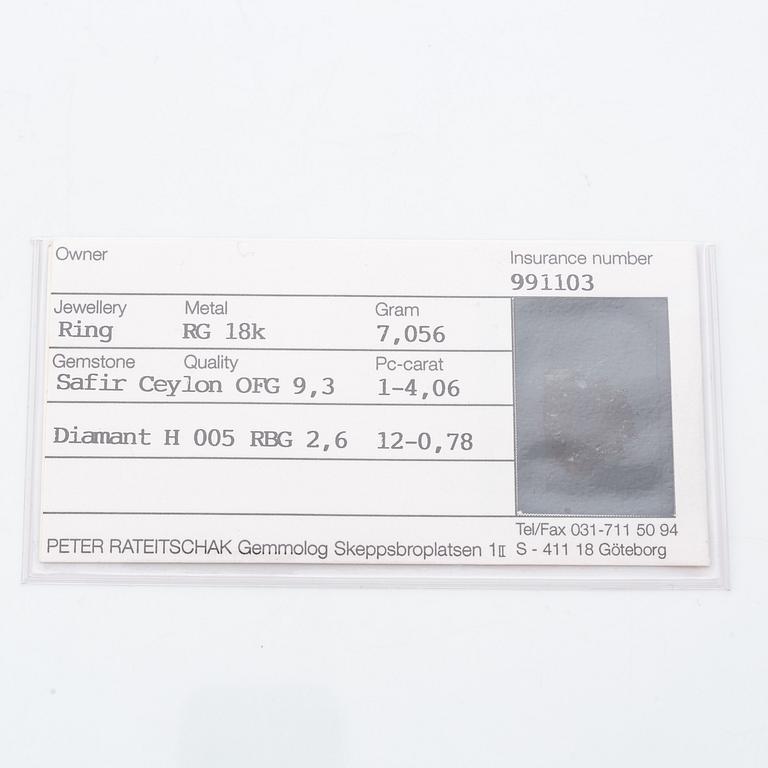 Owner Insurance number
991103
Jewellery Metal Gram
Ring RG 18k 7,056
Gemstone Quality Pc-carat
Safir Ceylon OFG 9,3 1-4,06
Diamant H 005 RBG 2,6 12-0,78
Tel/Fax 031-711 50 94
PETER RATEITSCHAK Gemmolog Skeppsbroplatsen 1 II S - 411 18 Göteborg